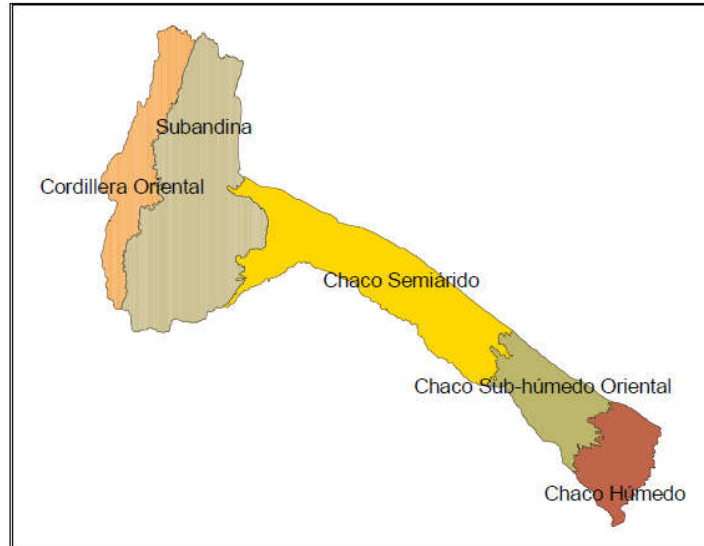 Subandina
Cordillera Oriental
Chaco Semiárido
Chaco Sub-húmedo Oriental
Chaco Húmedo